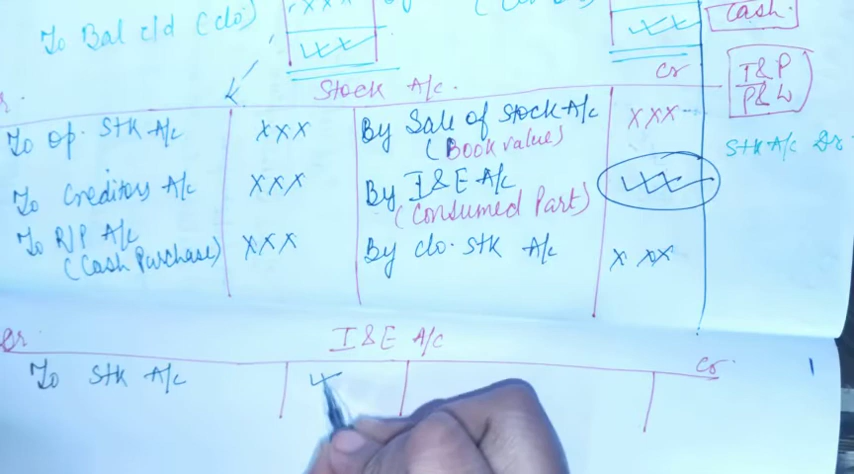 To Bal c/d (clo)
xxx
Cash.
Stock A/c.
cr
I&P
To Op. Stk A/c xxx By Sale of Stock A/c xxx
(Book value)
Stk A/c Dr
To Creditors A/c xxx By I&E A/c
(Consumed Part)
To R/P A/c xxx By clo. Stk A/c xxx
(Cash Purchase)
Dr. I&E A/c Cr.
To Stk A/c